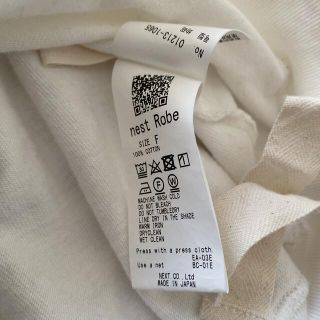 No. 01213-1065
nest Robe
SIZE F
100% COTTON
MACHINE WASH COLD
DO NOT BLEACH
DO NOT TUMBLEDRY
LINE DRY IN THE SHADE
WARM IRON
DRYCLEAN
WET CLEAN
Press with a press cloth.
EA-03E
Use a net
BC-01E
NEXT.CO.,Ltd
MADE IN JAPAN